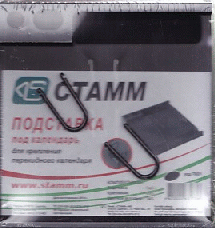 СТАММ
ПОДСТАВКА
под календарь
для крепления
перекидного календаря
www.stamm.ru